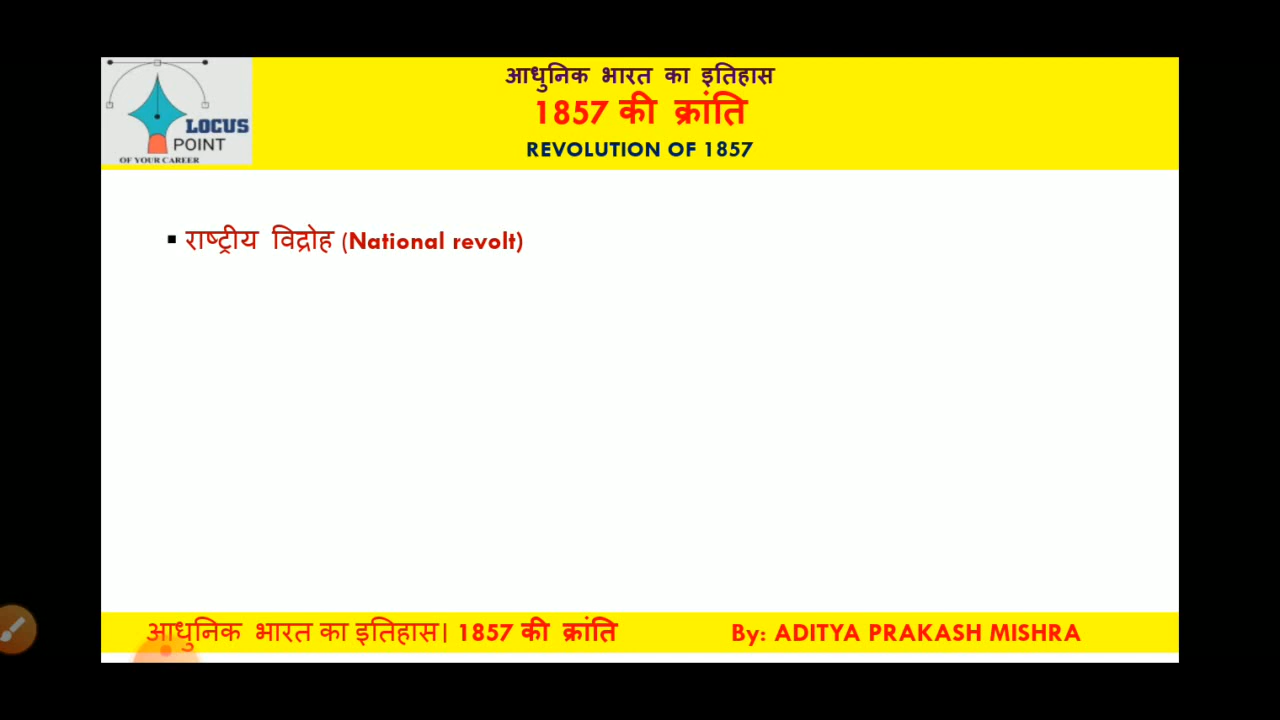 LOCUS
POINT
OF YOUR CAREER
आधुनिक भारत का इतिहास
1857 की क्रांति
REVOLUTION OF 1857
▪ राष्ट्रीय विद्रोह (National revolt)
आधुनिक भारत का इतिहास। 1857 की क्रांति By: ADITYA PRAKASH MISHRA